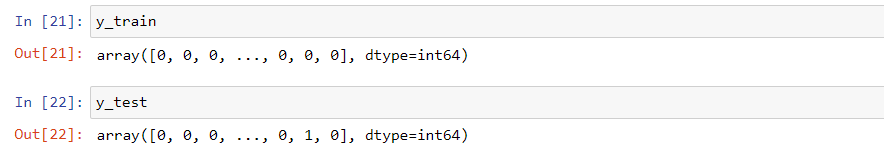 In [21]: y_train
Out[21]: array([0, 0, 0, ..., 0, 0, 0], dtype=int64)
In [22]: y_test
Out[22]: array([0, 0, 0, ..., 0, 1, 0], dtype=int64)